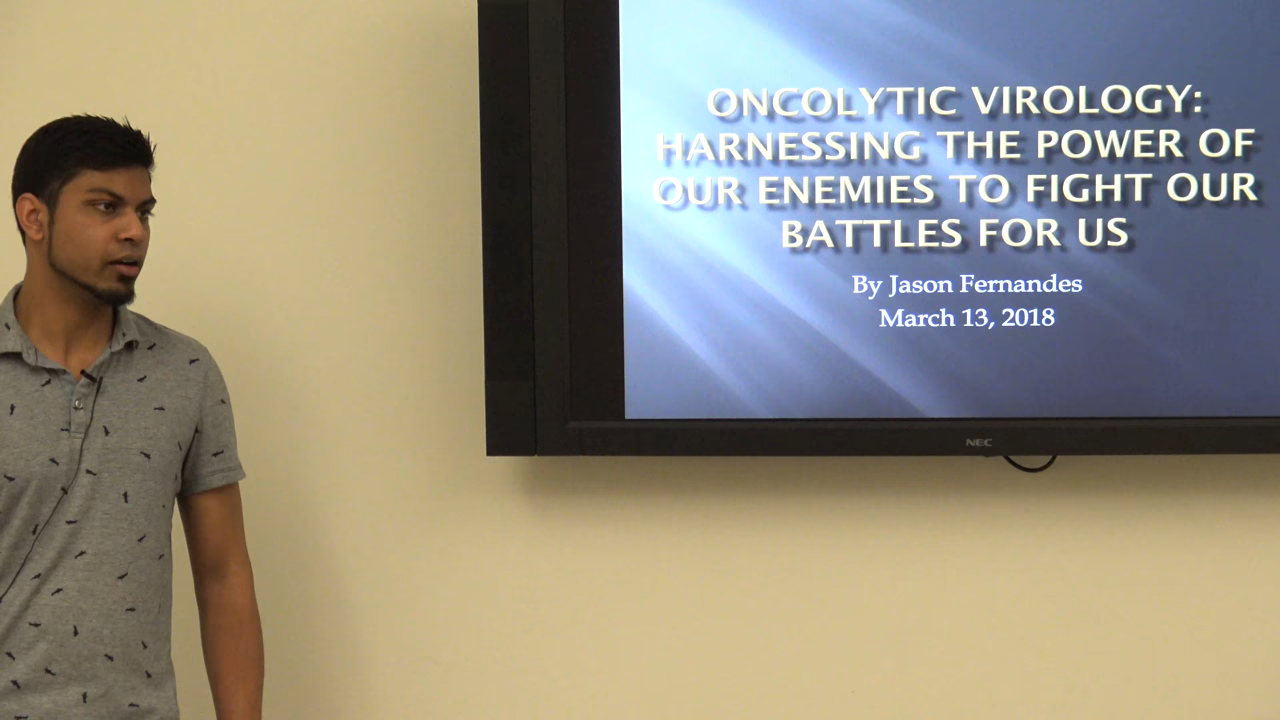 ONCOLYTIC VIROLOGY:
HARNESSING THE POWER OF
OUR ENEMIES TO FIGHT OUR
BATTLES FOR US
By Jason Fernandes
March 13, 2018
NEC